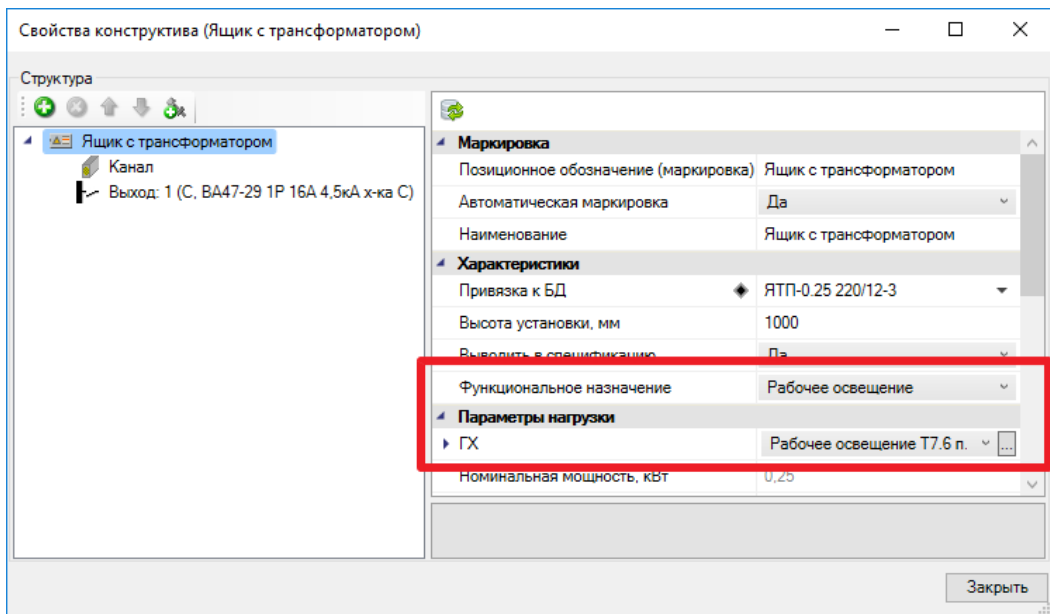 Свойства конструктива (Ящик с трансформатором)
Структура
Ящик с трансформатором
Канал
Выход: 1 (С, ВА47-29 1Р 16А 4,5кА х-ка С)
Маркировка
Позиционное обозначение (маркировка) Ящик с трансформатором
Автоматическая маркировка Да
Наименование Ящик с трансформатором
Характеристики
Привязка к БД ЯТП-0.25 220/12-3
Высота установки, мм 1000
Выводить в спецификацию Да
Функциональное назначение Рабочее освещение
Параметры нагрузки
ГХ Рабочее освещение Т7.6 п. ...
Номинальная мощность, кВт 0,25
Закрыть